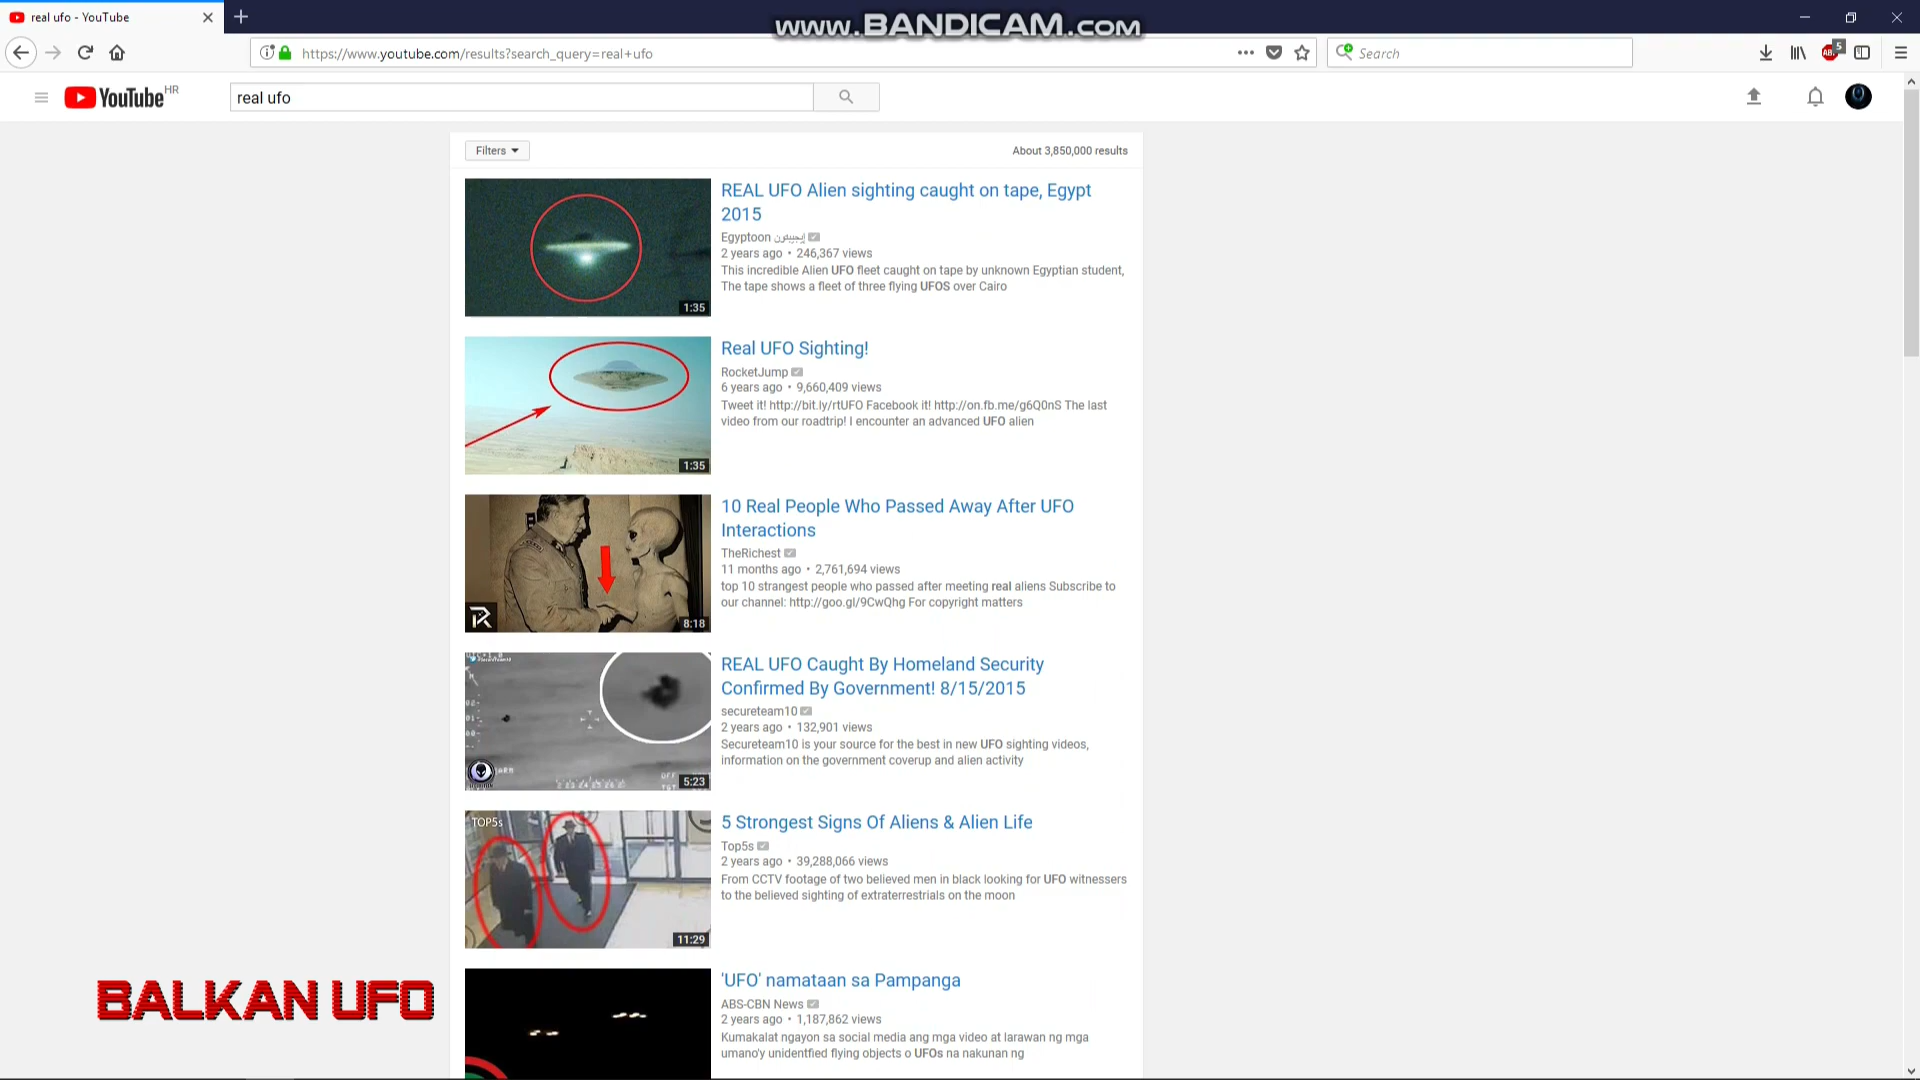 real ufo - YouTube
www.BANDICAM.com
https://www.youtube.com/results?search_query=real+ufo
Search
5
YouTube HR
real ufo
Filters
About 3,850,000 results
REAL UFO Alien sighting caught on tape, Egypt
2015
Egyptoon إيجيبتون
2 years ago • 246,367 views
This incredible Alien UFO fleet caught on tape by unknown Egyptian student,
The tape shows a fleet of three flying UFOS over Cairo
1:35
Real UFO Sighting!
RocketJump
6 years ago • 9,660,409 views
Tweet it! http://bit.ly/rtUFO Facebook it! http://on.fb.me/g6Q0nS The last
video from our roadtrip! I encounter an advanced UFO alien
1:35
10 Real People Who Passed Away After UFO
Interactions
TheRichest
11 months ago • 2,761,694 views
top 10 strangest people who passed after meeting real aliens Subscribe to
our channel: http://goo.gl/9CwQhg For copyright matters
R
8:18
REAL UFO Caught By Homeland Security
Confirmed By Government! 8/15/2015
secureteam10
2 years ago • 132,901 views
Secureteam10 is your source for the best in new UFO sighting videos,
information on the government coverup and alien activity
5:23
TOP5s
5 Strongest Signs Of Aliens & Alien Life
Top5s
2 years ago • 39,288,066 views
From CCTV footage of two believed men in black looking for UFO witnessers
to the believed sighting of extraterrestrials on the moon
11:29
'UFO' namataan sa Pampanga
ABS-CBN News
2 years ago • 1,187,862 views
Kumakalat ngayon sa social media ang mga video at larawan ng mga
umano'y unidentfied flying objects o UFOs na nakunan ng
BALKAN UFO